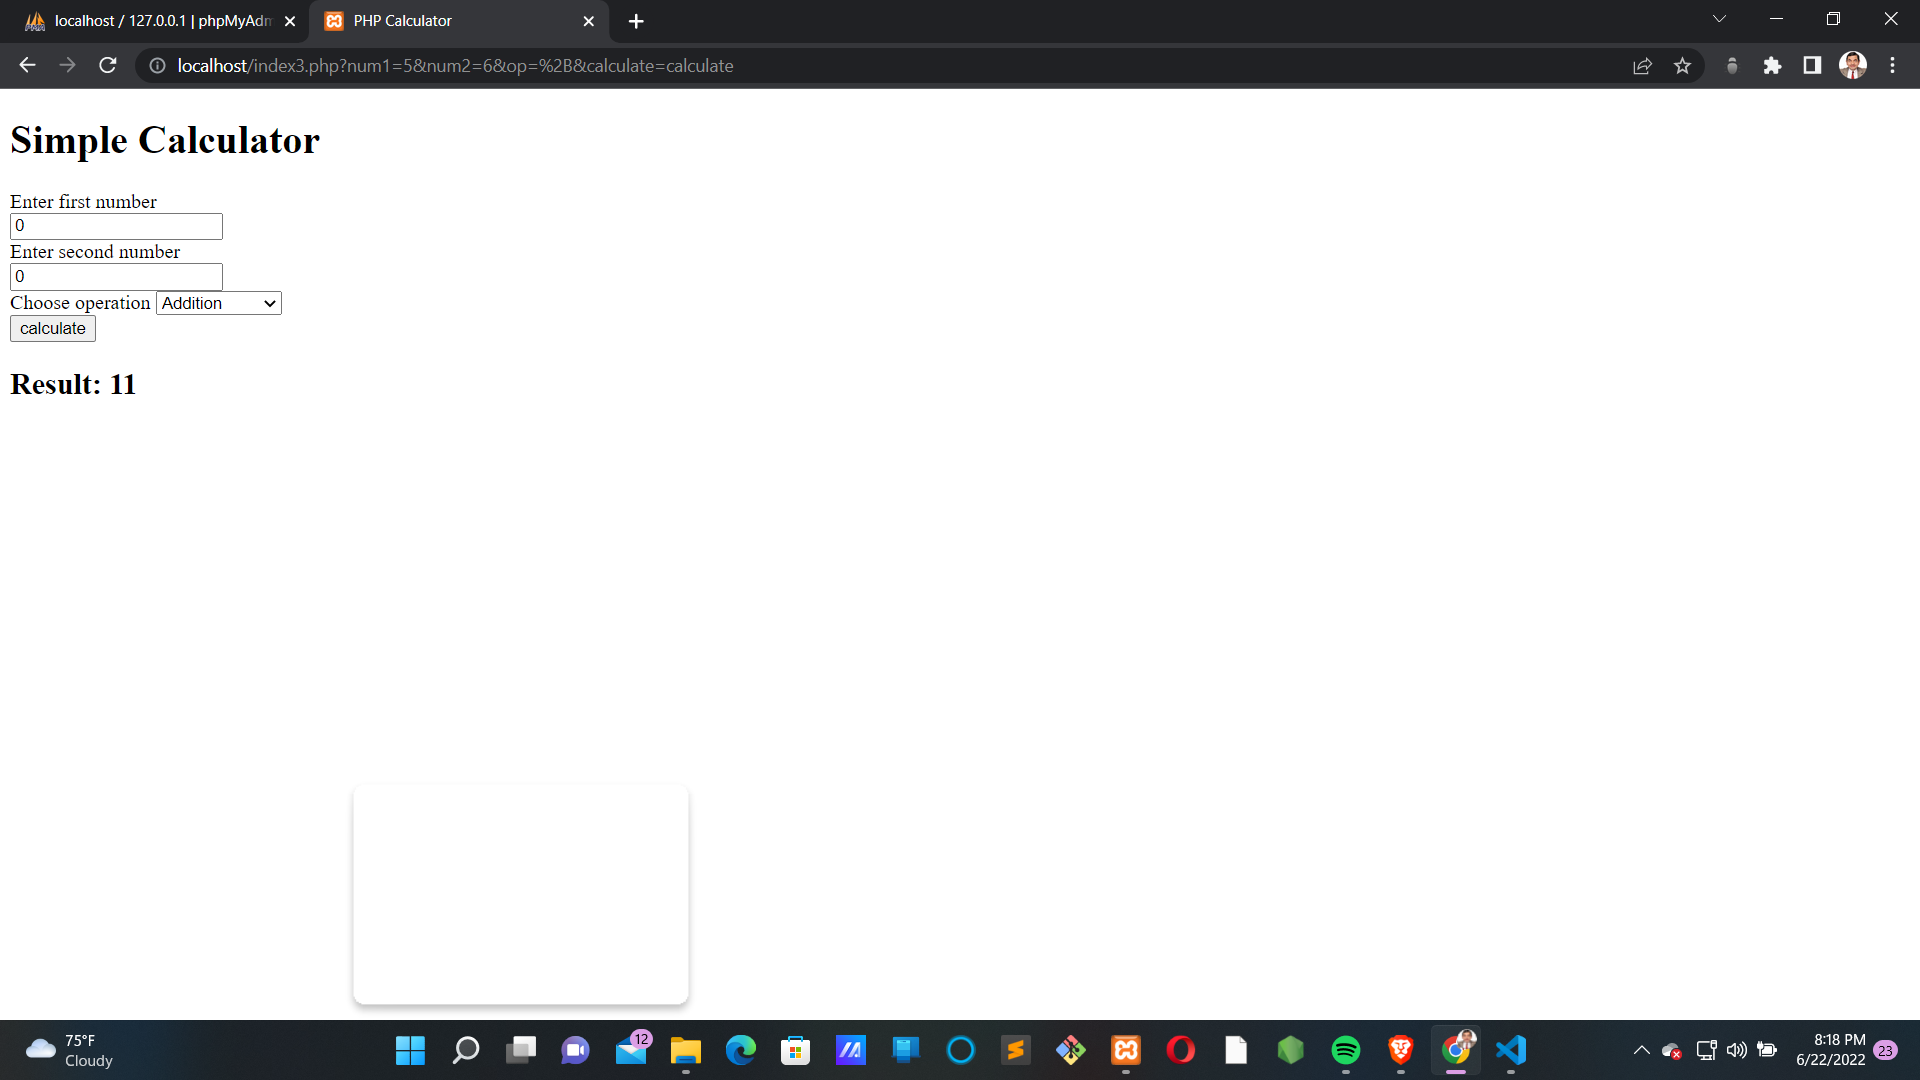 localhost / 127.0.0.1 | phpMyAdm
PHP Calculator
localhost/index3.php?num1=5&num2=6&op=%2B&calculate=calculate
Simple Calculator
Enter first number
0
Enter second number
0
Choose operation Addition
calculate
Result: 11
75°F
Cloudy
12
8:18 PM
6/22/2022
23